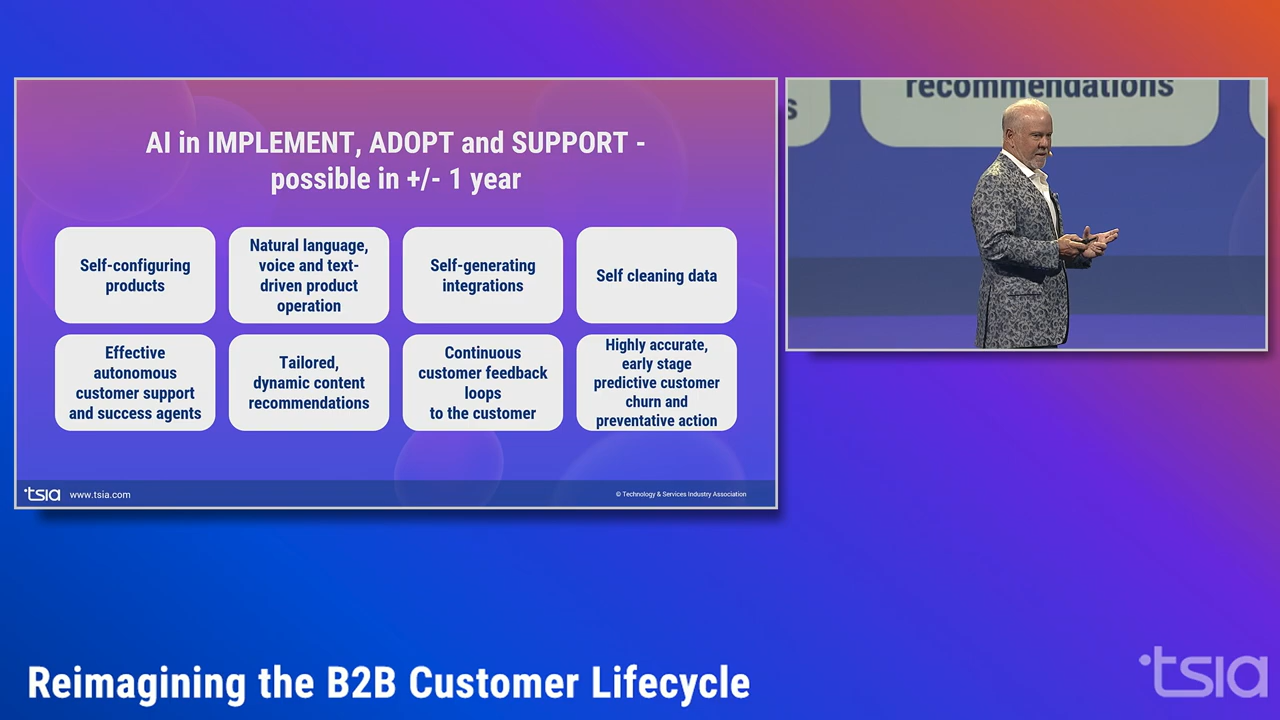 AI in IMPLEMENT, ADOPT and SUPPORT -
possible in +/- 1 year
Self-configuring
products
Natural language,
voice and text-
driven product
operation
Self-generating
integrations
Self cleaning data
Effective
autonomous
customer support
and success agents
Tailored,
dynamic content
recommendations
Continuous
customer feedback
loops
to the customer
Highly accurate,
early stage
predictive customer
churn and
preventative action
tsia www.tsia.com
© Technology & Services Industry Association
s
recommendations
Reimagining the B2B Customer Lifecycle
tsia